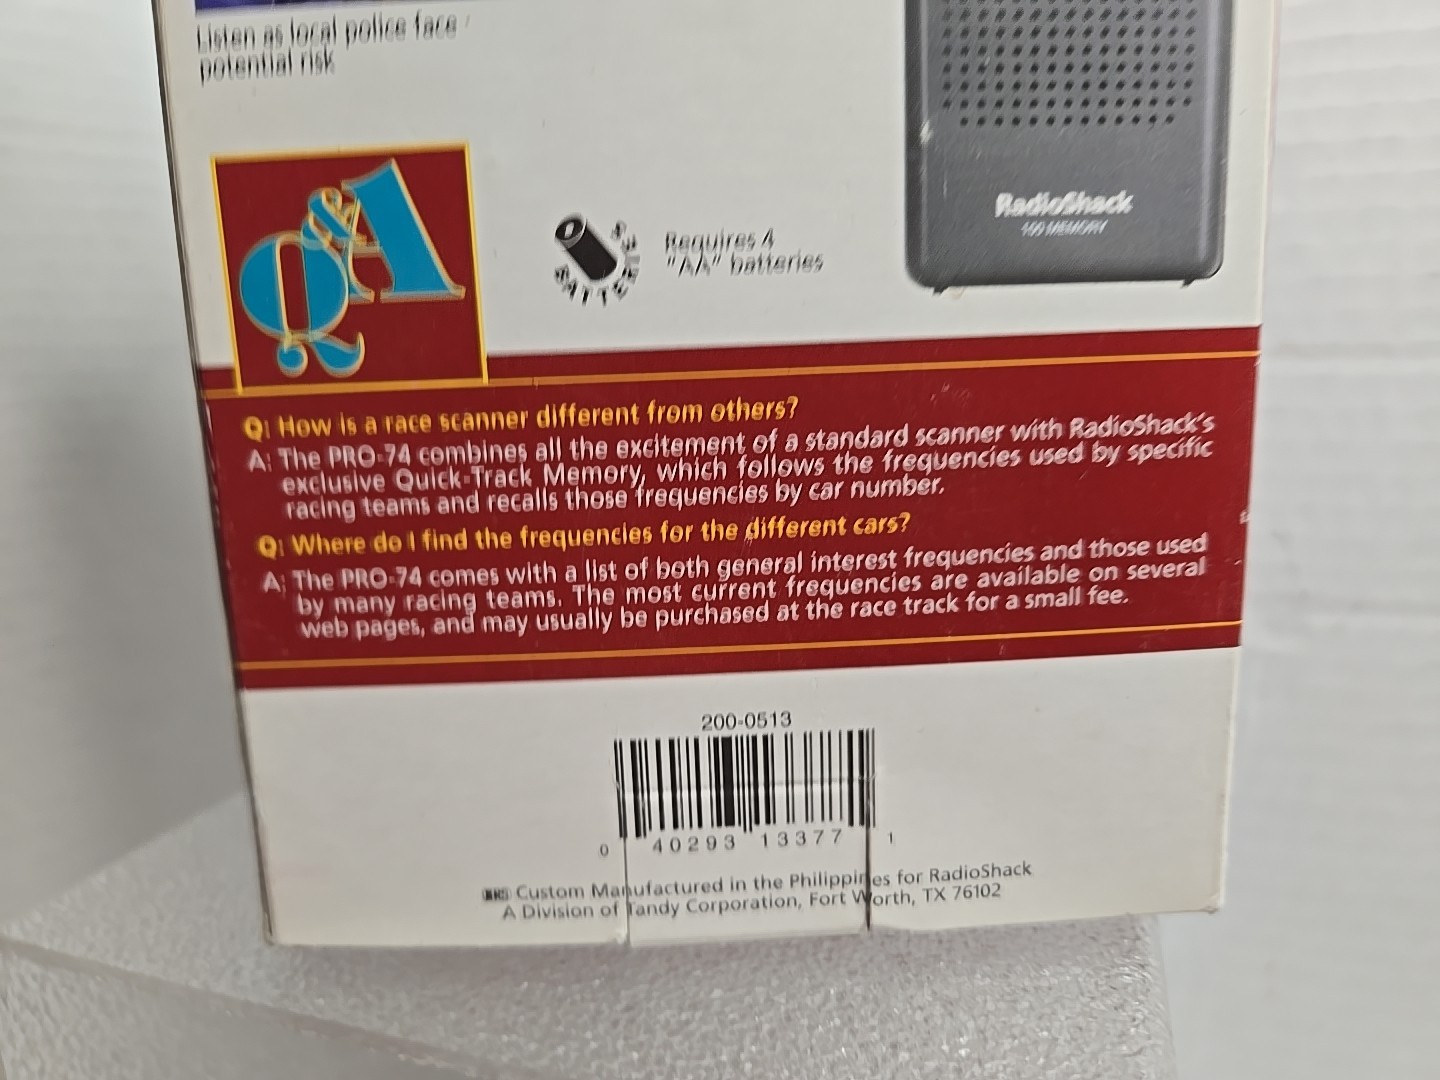 Listen as local police face
potential risk
Q&A
BATTERIES
Requires 4
"AA" batteries
RadioShack
100 MEMORY
Q: How is a race scanner different from others?
A: The PRO-74 combines all the excitement of a standard scanner with RadioShack's
exclusive Quick-Track Memory, which follows the frequencies used by specific
racing teams and recalls those frequencies by car number.
Q: Where do I find the frequencies for the different cars?
A: The PRO-74 comes with a list of both general interest frequencies and those used
by many racing teams. The most current frequencies are available on several
web pages, and may usually be purchased at the race track for a small fee.
200-0513
0 40293 13377 1
Custom Manufactured in the Philippines for RadioShack
A Division of Tandy Corporation, Fort Worth, TX 76102